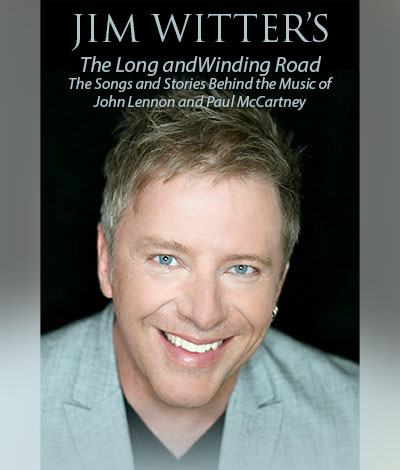 JIM WITTER'S
The Long andWinding Road
The Songs and Stories Behind the Music of
John Lennon and Paul McCartney